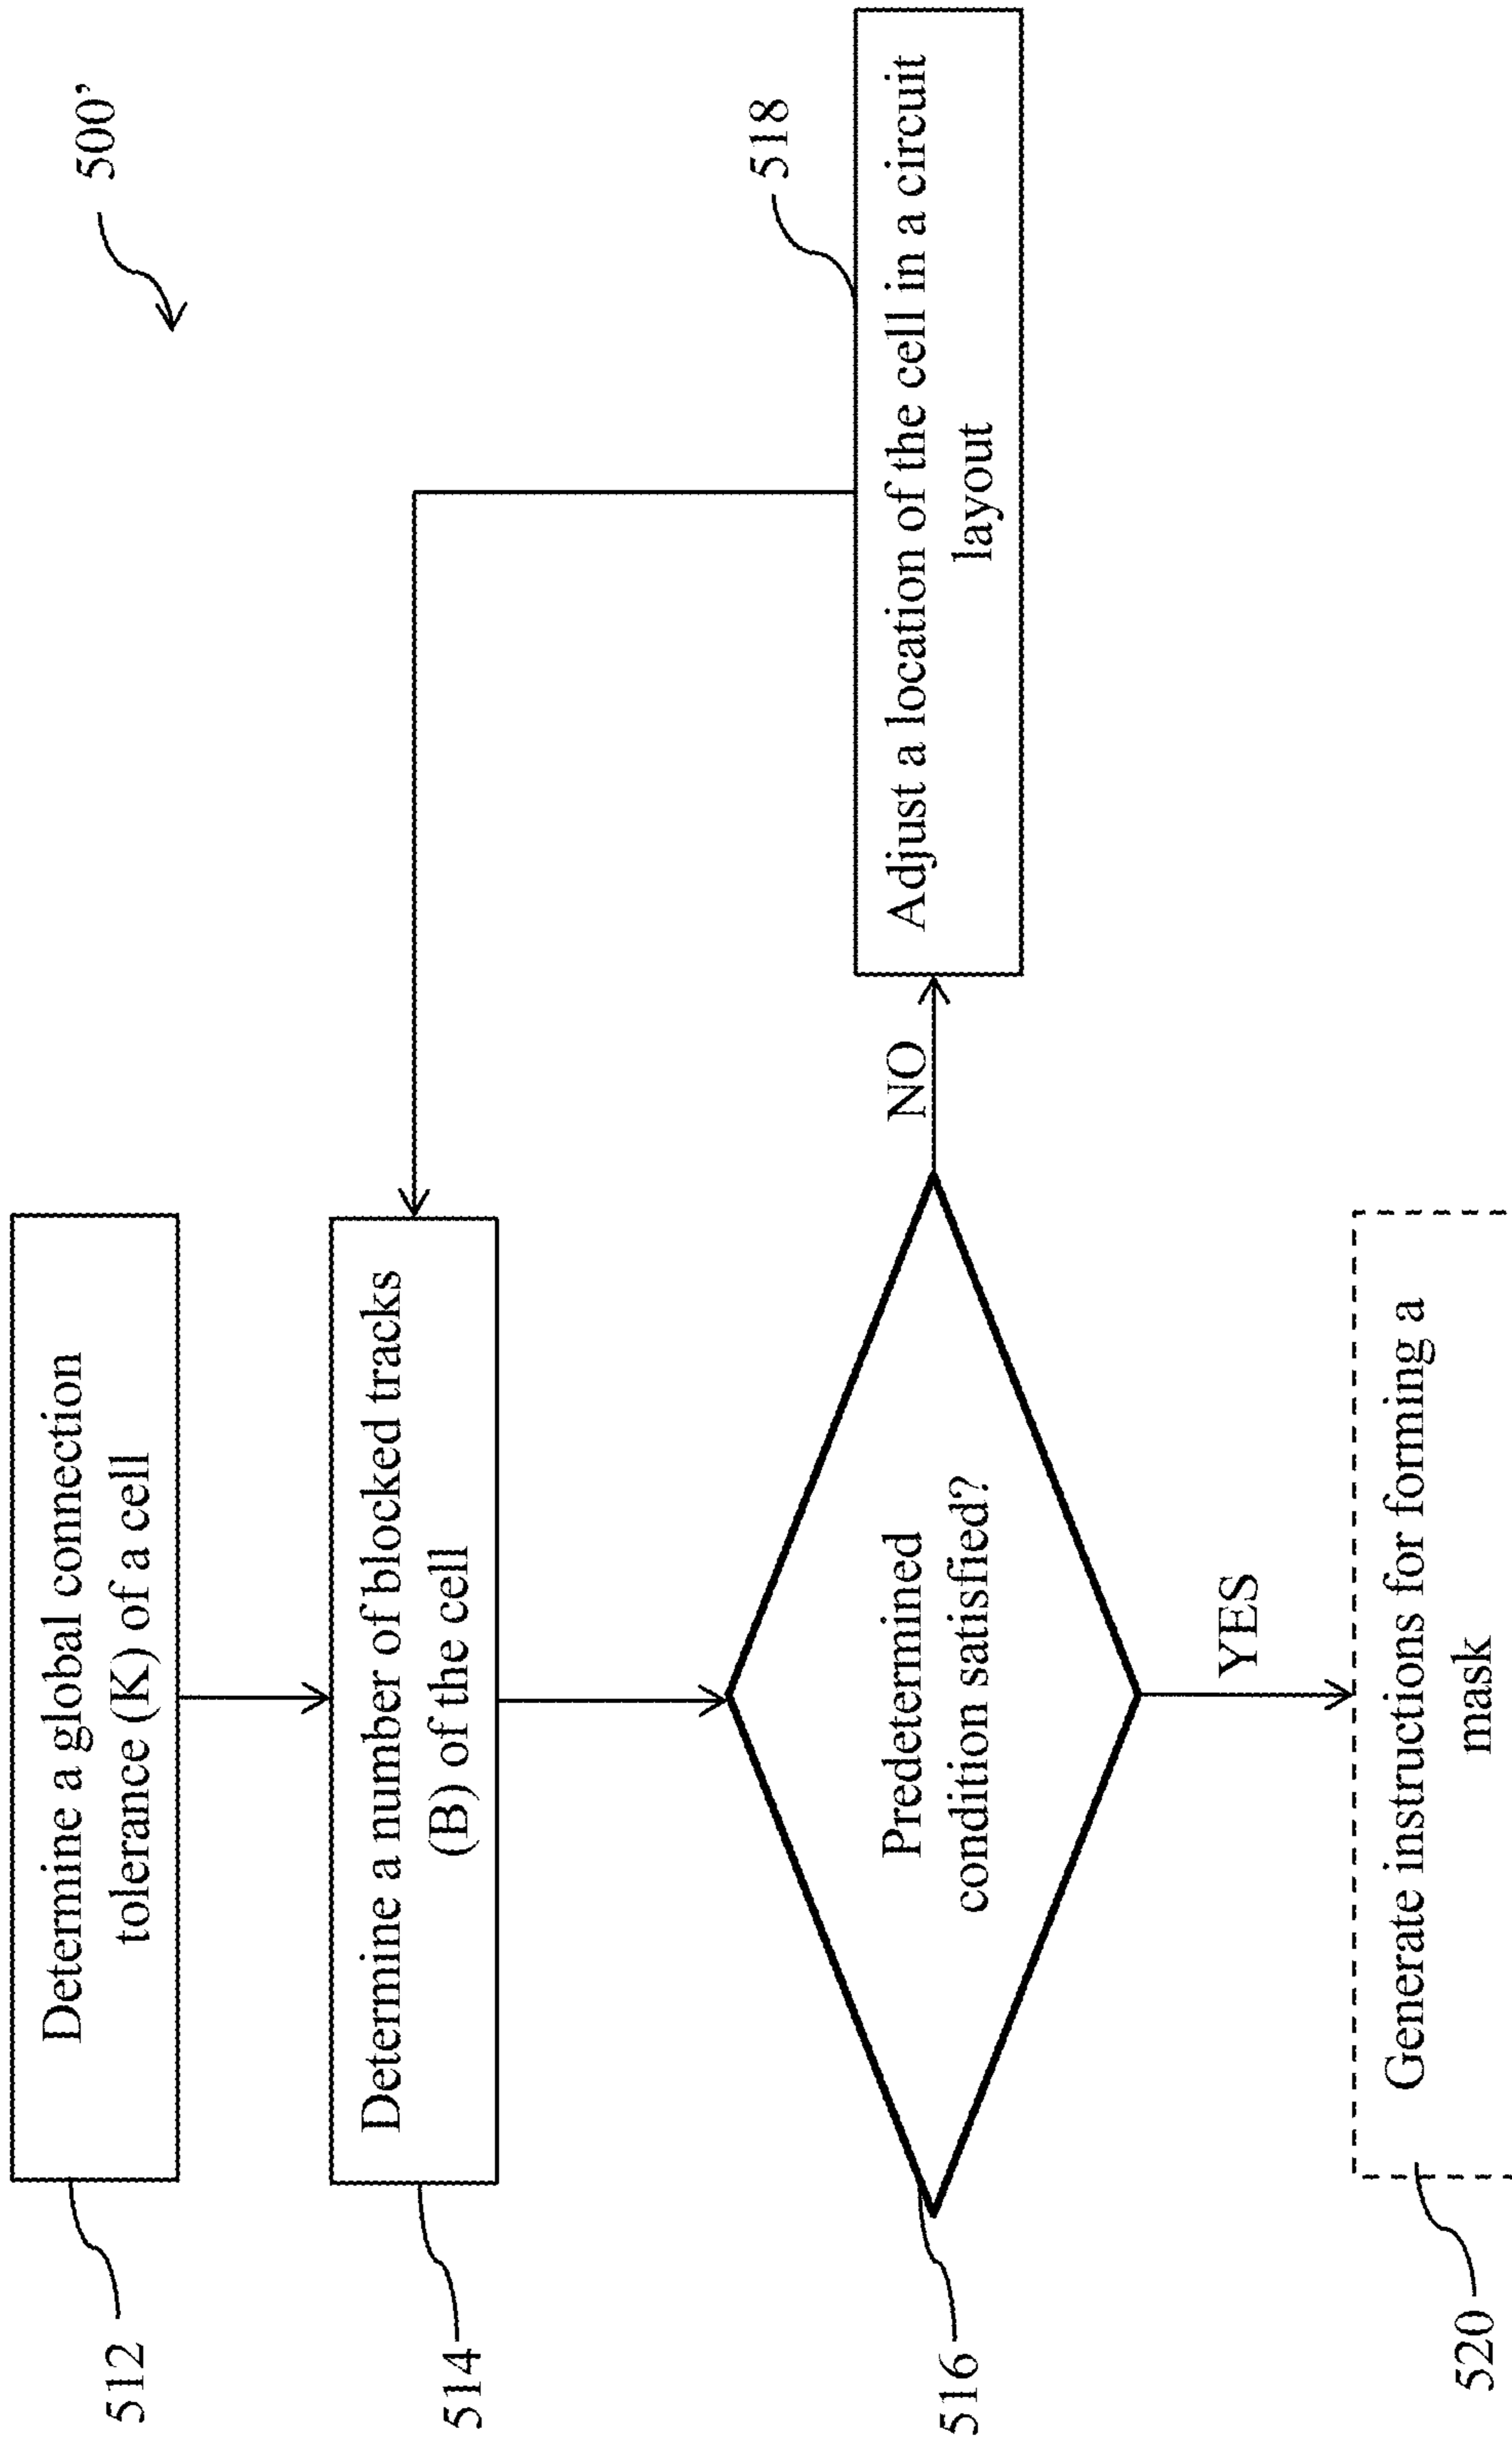 500’
512
Determine a global connection
tolerance (K) of a cell
514
Determine a number of blocked tracks
(B) of the cell
516
Predetermined
condition satisfied?
NO
518
Adjust a location of the cell in a circuit
layout
YES
520
Generate instructions for forming a
mask